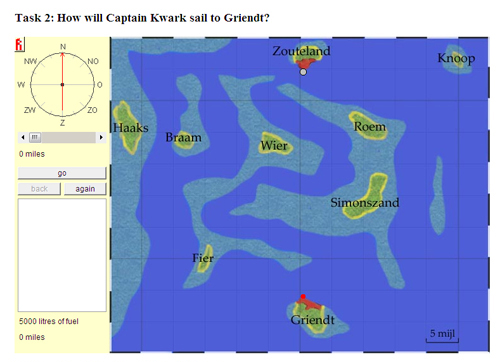 Task 2: How will Captain Kwark sail to Griendt?
fi
N
NW
NO
W
O
ZW
ZO
Z
m
0 miles
go
back
again
5000 litres of fuel
0 miles
Zouteland
Knoop
Haaks
Braam
Wier
Roem
Simonszand
Fier
Griendt
5 mijl